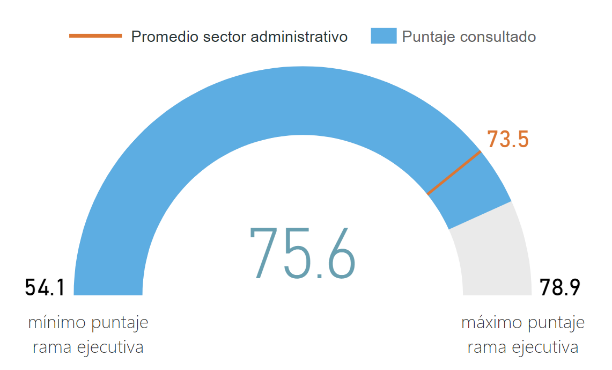 Promedio sector administrativo
Puntaje consultado
73.5
75.6
54.1
78.9
mínimo puntaje
rama ejecutiva
máximo puntaje
rama ejecutiva